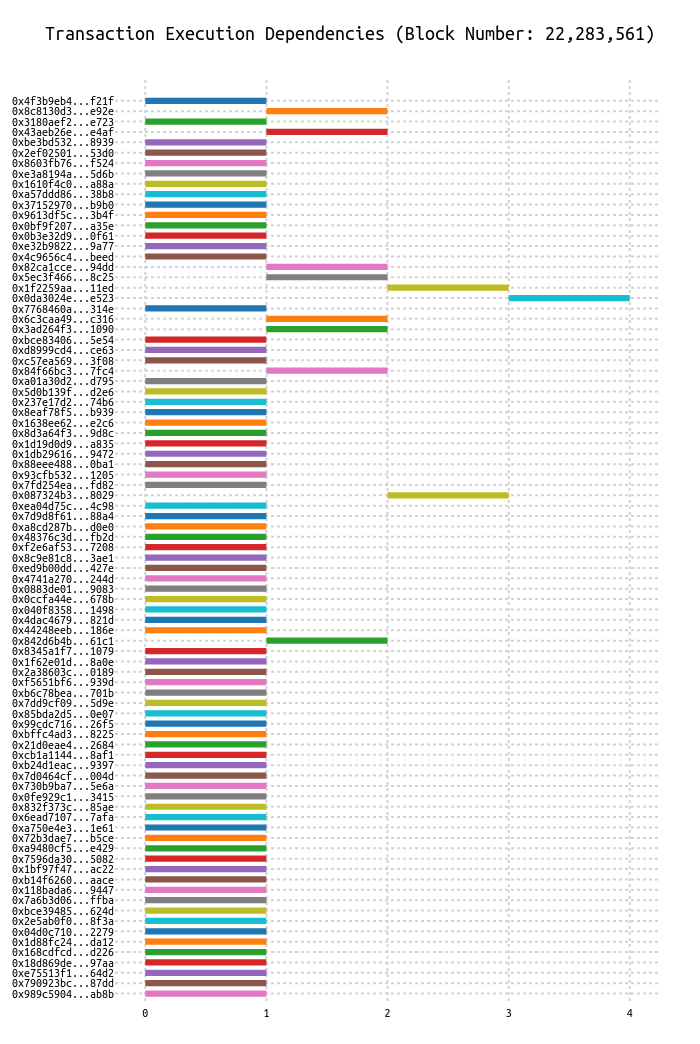 Transaction Execution Dependencies (Block Number: 22,283,561)
0x4f3b9eb4...f21f
0x8c8130d3...e92e
0x3180aef2...e723
0x43aeb26e...e4af
0xbe3bd532...8939
0x2ef02501...53d0
0x8603fb76...f524
0xe3a8194a...5d6b
0x1610f4c0...a88a
0xa57ddd86...38b8
0x37152970...b9b0
0x9613df5c...3b4f
0x0bf9f207...a35e
0x0b3e32d9...0f61
0xe32b9822...9a77
0x4c9656c4...beed
0x82ca1cce...94dd
0x5ec3f466...8c25
0x1f2259aa...11ed
0x0da3024e...e523
0x7768460a...314e
0x6c3caa49...c316
0x3ad264f3...1090
0xbce83406...5e54
0xd8999cd4...ce63
0xc57ea569...3f08
0x84f66bc3...7fc4
0xa01a30d2...d795
0x5d0b139f...d2e6
0x237e17d2...74b6
0x8eaf78f5...b939
0x1638ee62...e2c6
0x8d3a64f3...9d8c
0x1d19d0d9...a835
0x1db29616...9472
0x88eee488...0ba1
0x93cfb532...1205
0x7fd254ea...fd82
0x087324b3...8029
0xea04d75c...4c98
0x7d9d8f61...88a4
0xa8cd287b...d0e0
0x48376c3d...fb2d
0xf2e6af53...7208
0x8c9e81c8...3ae1
0xed9b00dd...427e
0x4741a270...244d
0x0883de01...9083
0x0ccfa44e...678b
0x040f8358...1498
0x4dac4679...821d
0x44248eeb...186e
0x842d6b4b...61c1
0x8345a1f7...1079
0x1f62e01d...8a0e
0x2a38603c...0189
0xf5651bf6...939d
0xb6c78bea...701b
0x7dd9cf09...5d9e
0x85bda2d5...0e07
0x99cdc716...26f5
0xbffc4ad3...8225
0x21d0eae4...2684
0xcb1a1144...8af1
0xb24d1eac...9397
0x7d0464cf...004d
0x730b9ba7...5e6a
0x0fe929c1...3415
0x832f373c...85ae
0x6ead7107...7afa
0xa750e4e3...1e61
0x72b3dae7...b5ce
0xa9480cf5...e429
0x7596da30...5082
0x1bf97f47...ac22
0xb14f6260...aace
0x118bada6...9447
0x7a6b3d06...ffba
0xbce39485...624d
0x2e5ab0f0...8f3a
0x04d0c710...2279
0x1d88fc24...da12
0x168cdfcd...d226
0x18d869de...97aa
0xe75513f1...64d2
0x790923bc...87dd
0x989c5904...ab8b
0 1 2 3 4